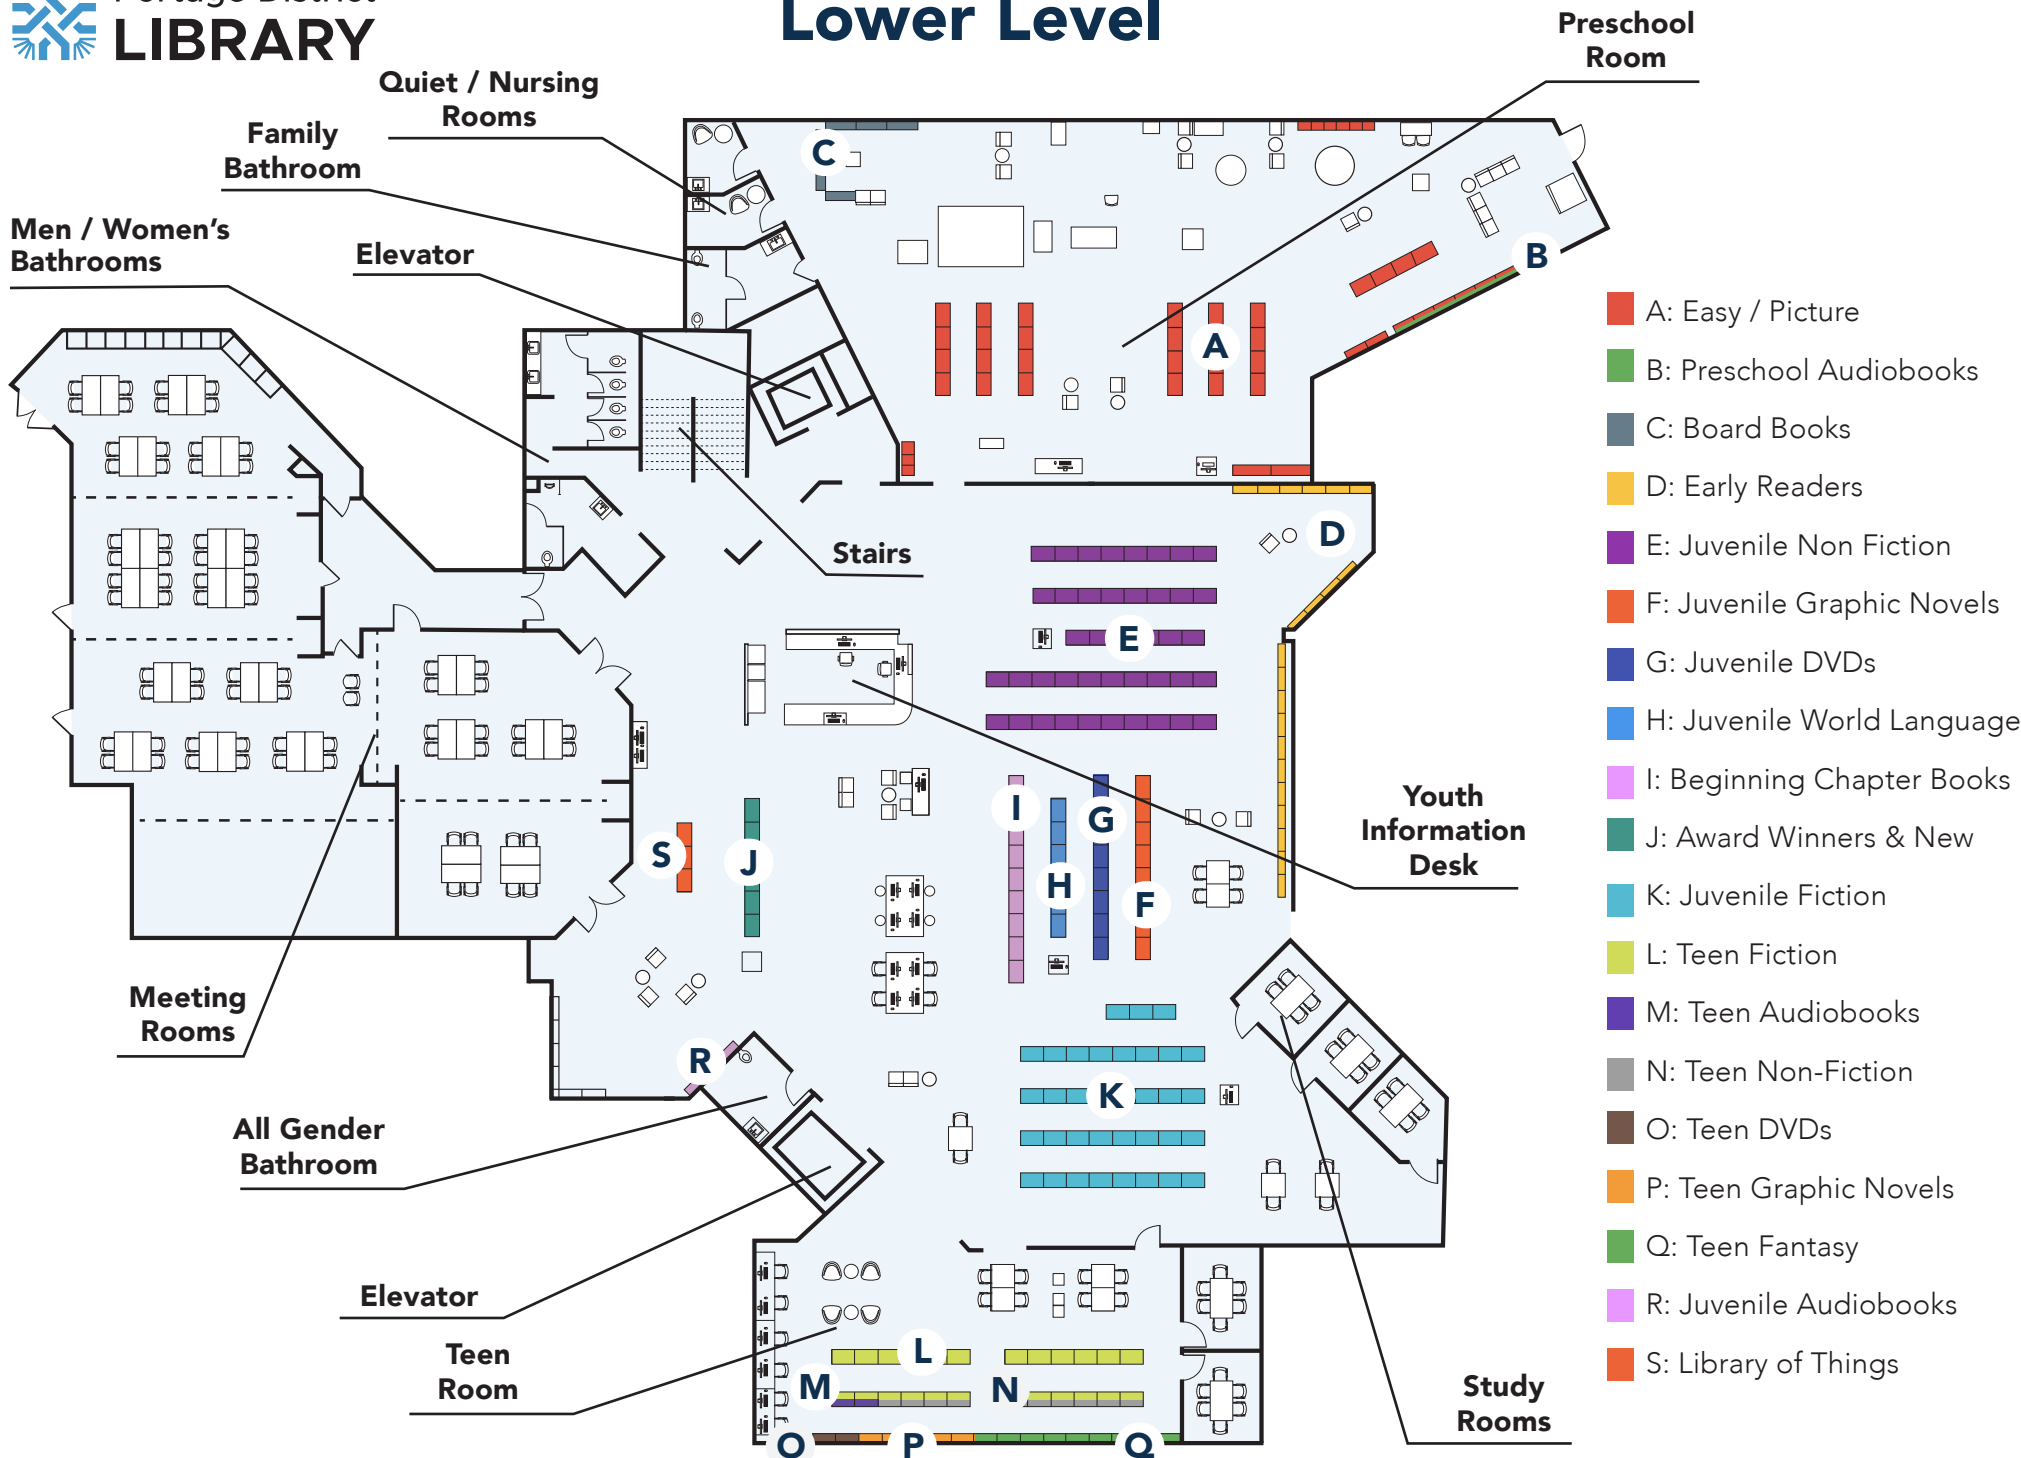 Portage District
LIBRARY
Lower Level
Preschool
Room
Quiet / Nursing
Rooms
Family
Bathroom
Men / Women's
Bathrooms
Elevator
Stairs
Youth
Information
Desk
Meeting
Rooms
All Gender
Bathroom
Elevator
Teen
Room
Study
Rooms
C
B
A
D
E
I
G
H
F
S
J
R
K
L
M
N
O
P
Q
A: Easy / Picture
B: Preschool Audiobooks
C: Board Books
D: Early Readers
E: Juvenile Non Fiction
F: Juvenile Graphic Novels
G: Juvenile DVDs
H: Juvenile World Language
I: Beginning Chapter Books
J: Award Winners & New
K: Juvenile Fiction
L: Teen Fiction
M: Teen Audiobooks
N: Teen Non-Fiction
O: Teen DVDs
P: Teen Graphic Novels
Q: Teen Fantasy
R: Juvenile Audiobooks
S: Library of Things